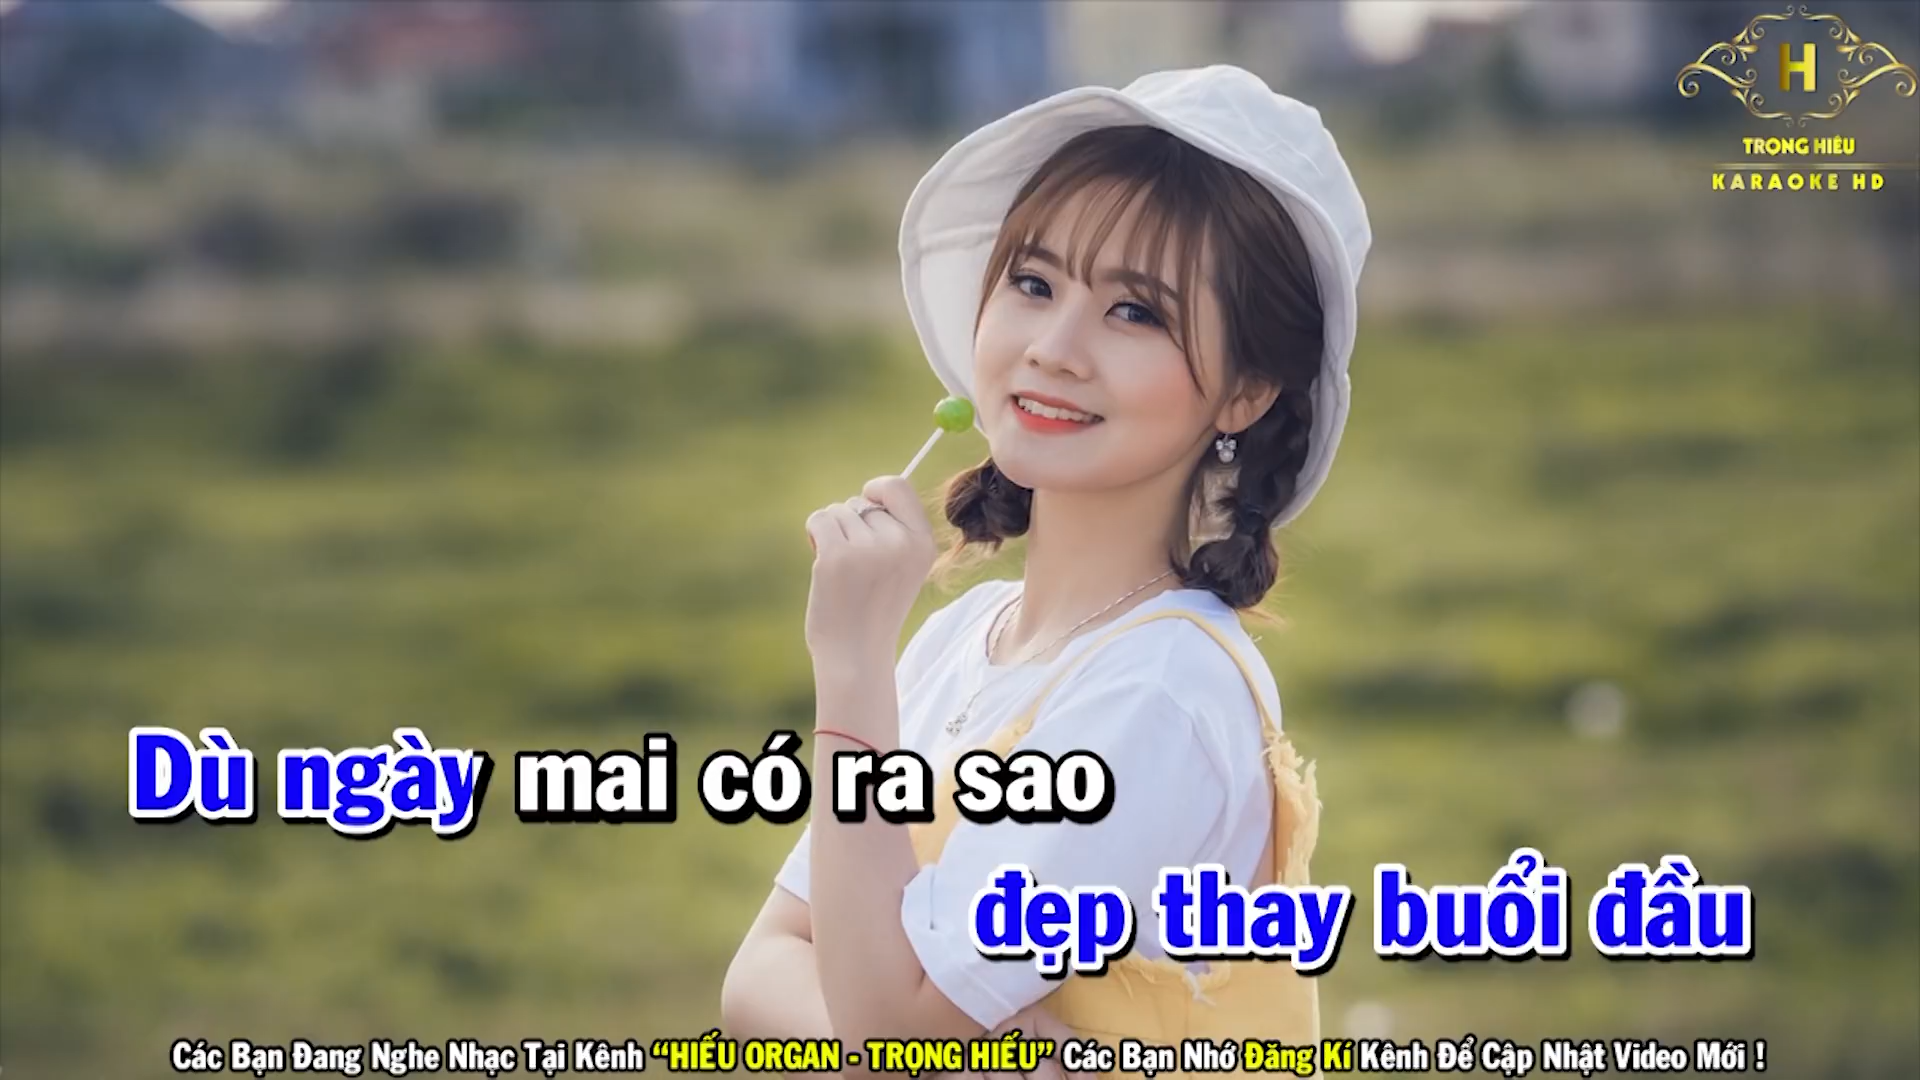 H
TRỌNG HIẾU
KARAOKE HD
Dù ngày mai có ra sao
đẹp thay buổi đầu
Các Bạn Đang Nghe Nhạc Tại Kênh “HIẾU ORGAN - TRỌNG HIẾU” Các Bạn Nhớ Đăng Kí Kênh Để Cập Nhật Video Mới !